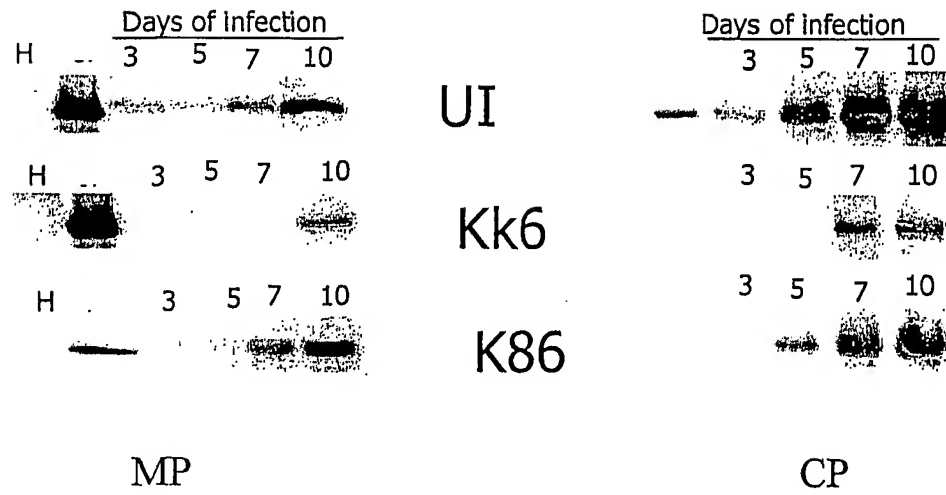 Days of infection
H -- 3 5 7 10
UI
Days of infection
3 5 7 10
H -- 3 5 7 10
Kk6
3 5 7 10
H 3 5 7 10
K86
3 5 7 10
MP
CP